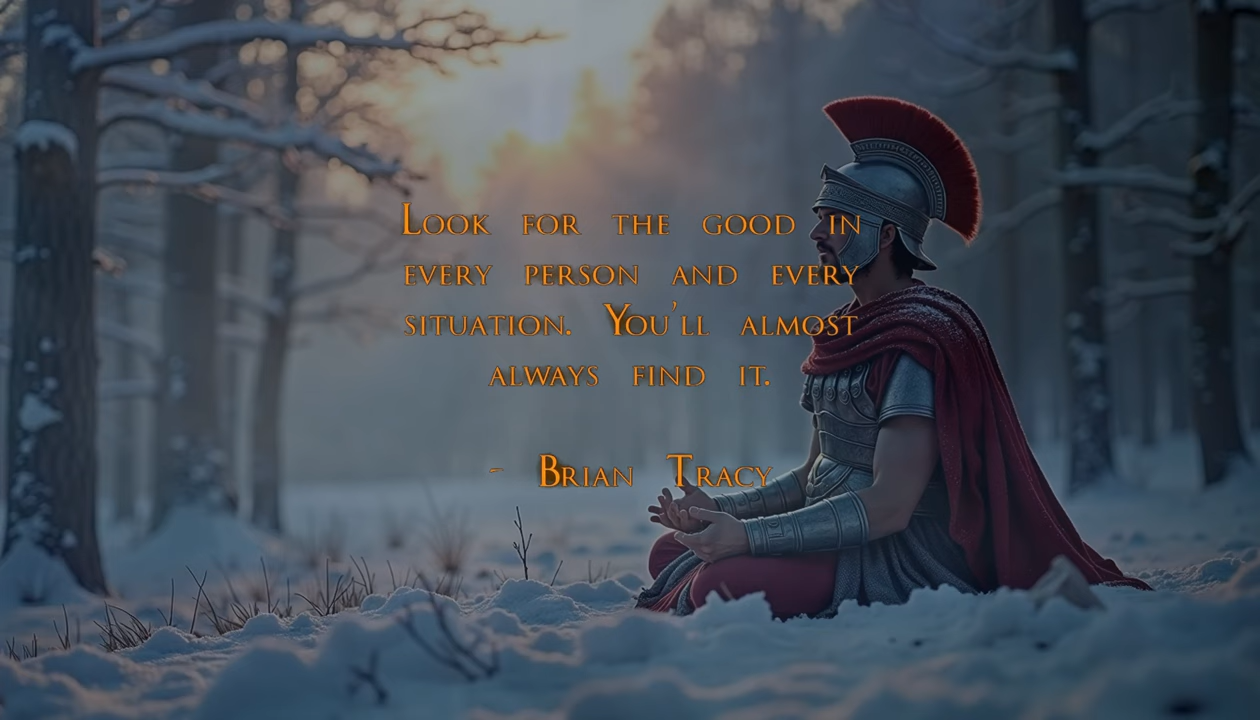 Look for the good in
every person and every
situation. You'll almost
always find it.
- Brian Tracy